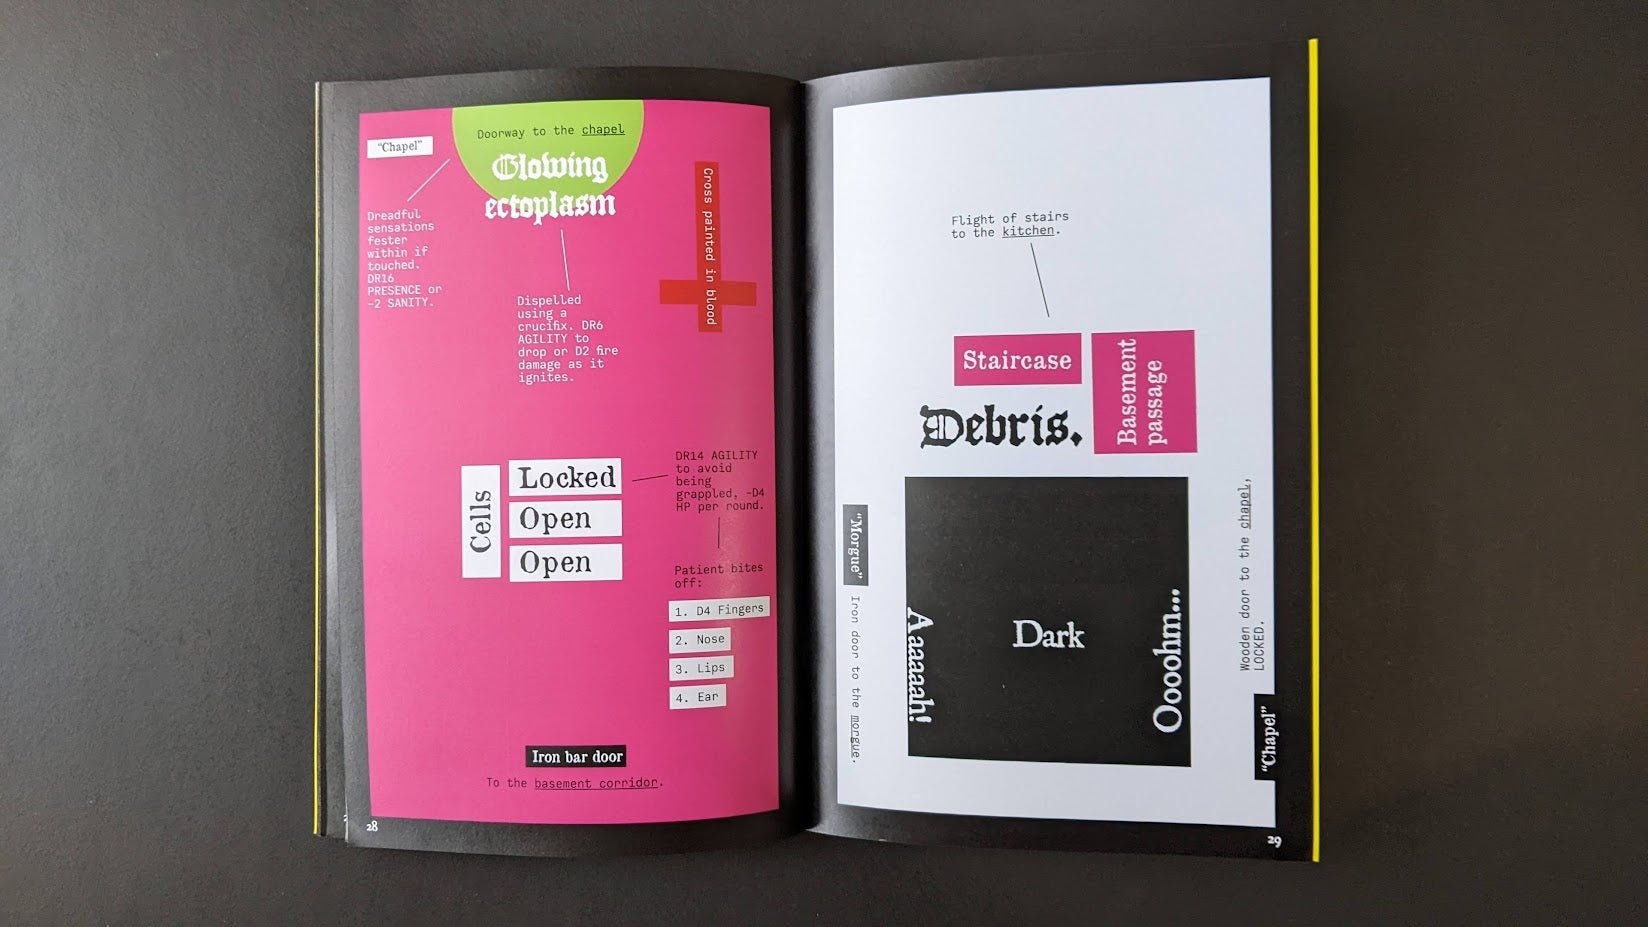 "Chapel"
Doorway to the chapel
Glowing
ectoplasm
Dreadful
sensations
fester
within if
touched.
DR16
PRESENCE or
-2 SANITY.
Cross painted in blood
Dispelled
using a
crucifix. DR6
AGILITY to
drop or D2 fire
damage as it
ignites.
Cells
Locked
Open
Open
DR14 AGILITY
to avoid
being
grappled, -D4
HP per round.
Patient bites
off:
1. D4 Fingers
2. Nose
3. Lips
4. Ear
Iron bar door
To the basement corridor.
28
Flight of stairs
to the kitchen.
Staircase
Basement
passage
Debris.
"Morgue"
Iron door to the morgue.
Aaaaaah!
Dark
Ooohm...
Wooden door to the chapel,
LOCKED.
"Chapel"
29